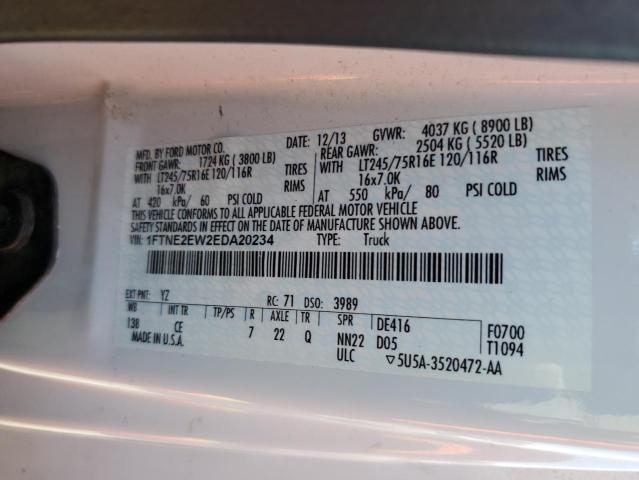 MFD. BY FORD MOTOR CO. DATE: 12/13 GVWR: 4037 KG ( 8900 LB)
FRONT GAWR: 1724 KG ( 3800 LB) REAR GAWR: 2504 KG ( 5520 LB)
WITH LT245/75R16E 120/116R TIRES WITH LT245/75R16E 120/116R TIRES
16x7.0K RIMS 16x7.0K RIMS
AT 420 kPa/ 60 PSI COLD AT 550 kPa/ 80 PSI COLD
THIS VEHICLE CONFORMS TO ALL APPLICABLE FEDERAL MOTOR VEHICLE
SAFETY STANDARDS IN EFFECT ON THE DATE OF MANUFACTURE SHOWN ABOVE.
VIN: 1FTNE2EW2EDA20234 TYPE: Truck
EXT PNT: YZ RC: 71 DSO: 3989
WB INT TR TP/PS R AXLE TR SPR DE416 F0700
138 CE 7 22 Q NN22 D05 T1094
MADE IN U.S.A. ULC ▽5U5A-3520472-AA